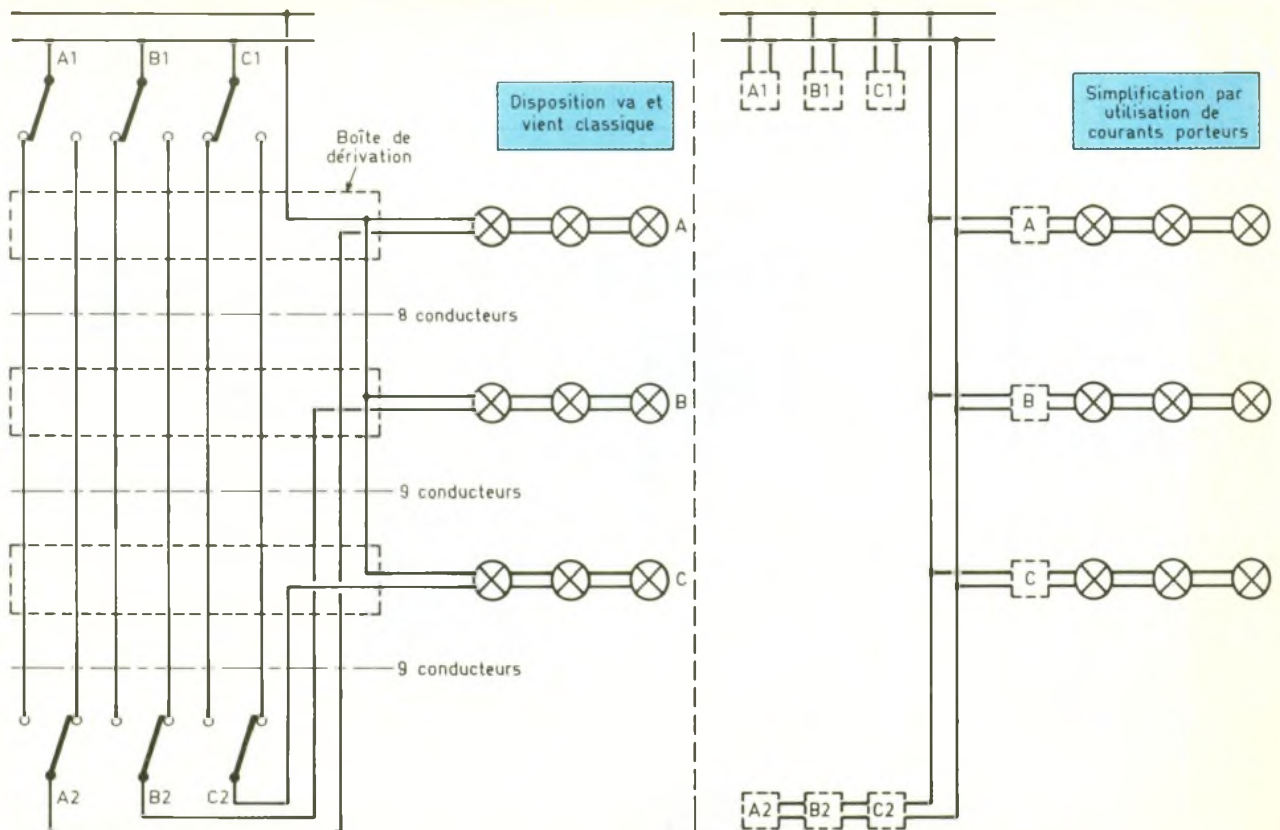 A1
B1
C1
Disposition va et
vient classique
Boîte de
dérivation
A
8 conducteurs
B
9 conducteurs
C
9 conducteurs
A2
B2
C2
A1
B1
C1
Simplification par
utilisation de
courants porteurs
A
B
C
A2
B2
C2